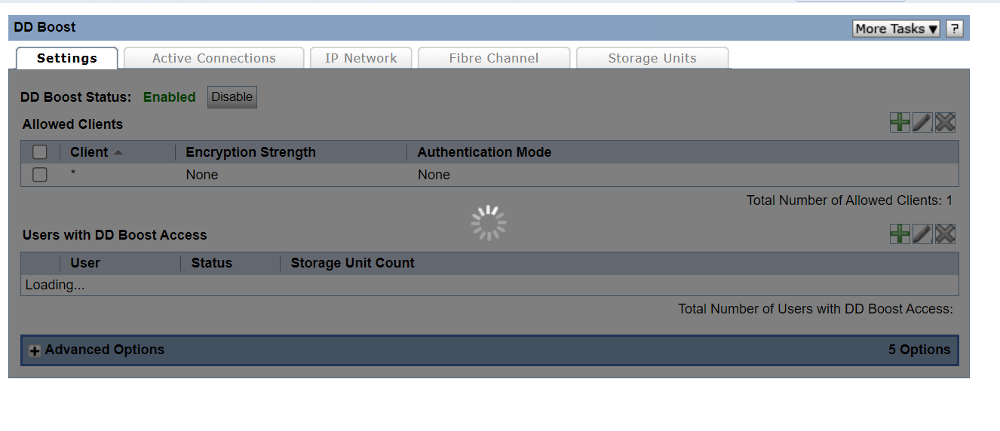 DD Boost
More Tasks ▼ ?
Settings Active Connections IP Network Fibre Channel Storage Units
DD Boost Status: Enabled Disable
Allowed Clients
Client Encryption Strength Authentication Mode
* None None
Total Number of Allowed Clients: 1
Users with DD Boost Access
User Status Storage Unit Count
Loading...
Total Number of Users with DD Boost Access:
Advanced Options 5 Options